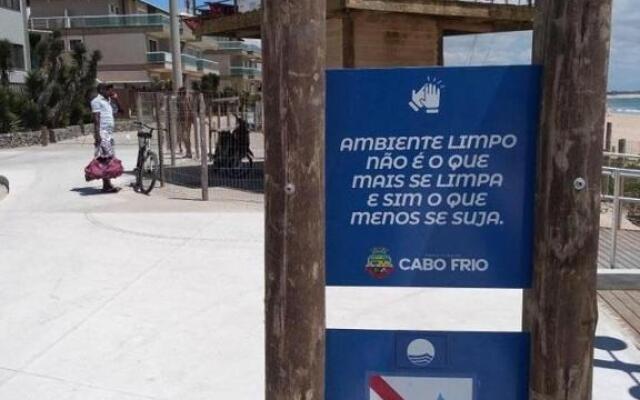 AMBIENTE LIMPO
NÃO É O QUE
MAIS SE LIMPA
E SIM O QUE
MENOS SE SUJA.
CABO FRIO